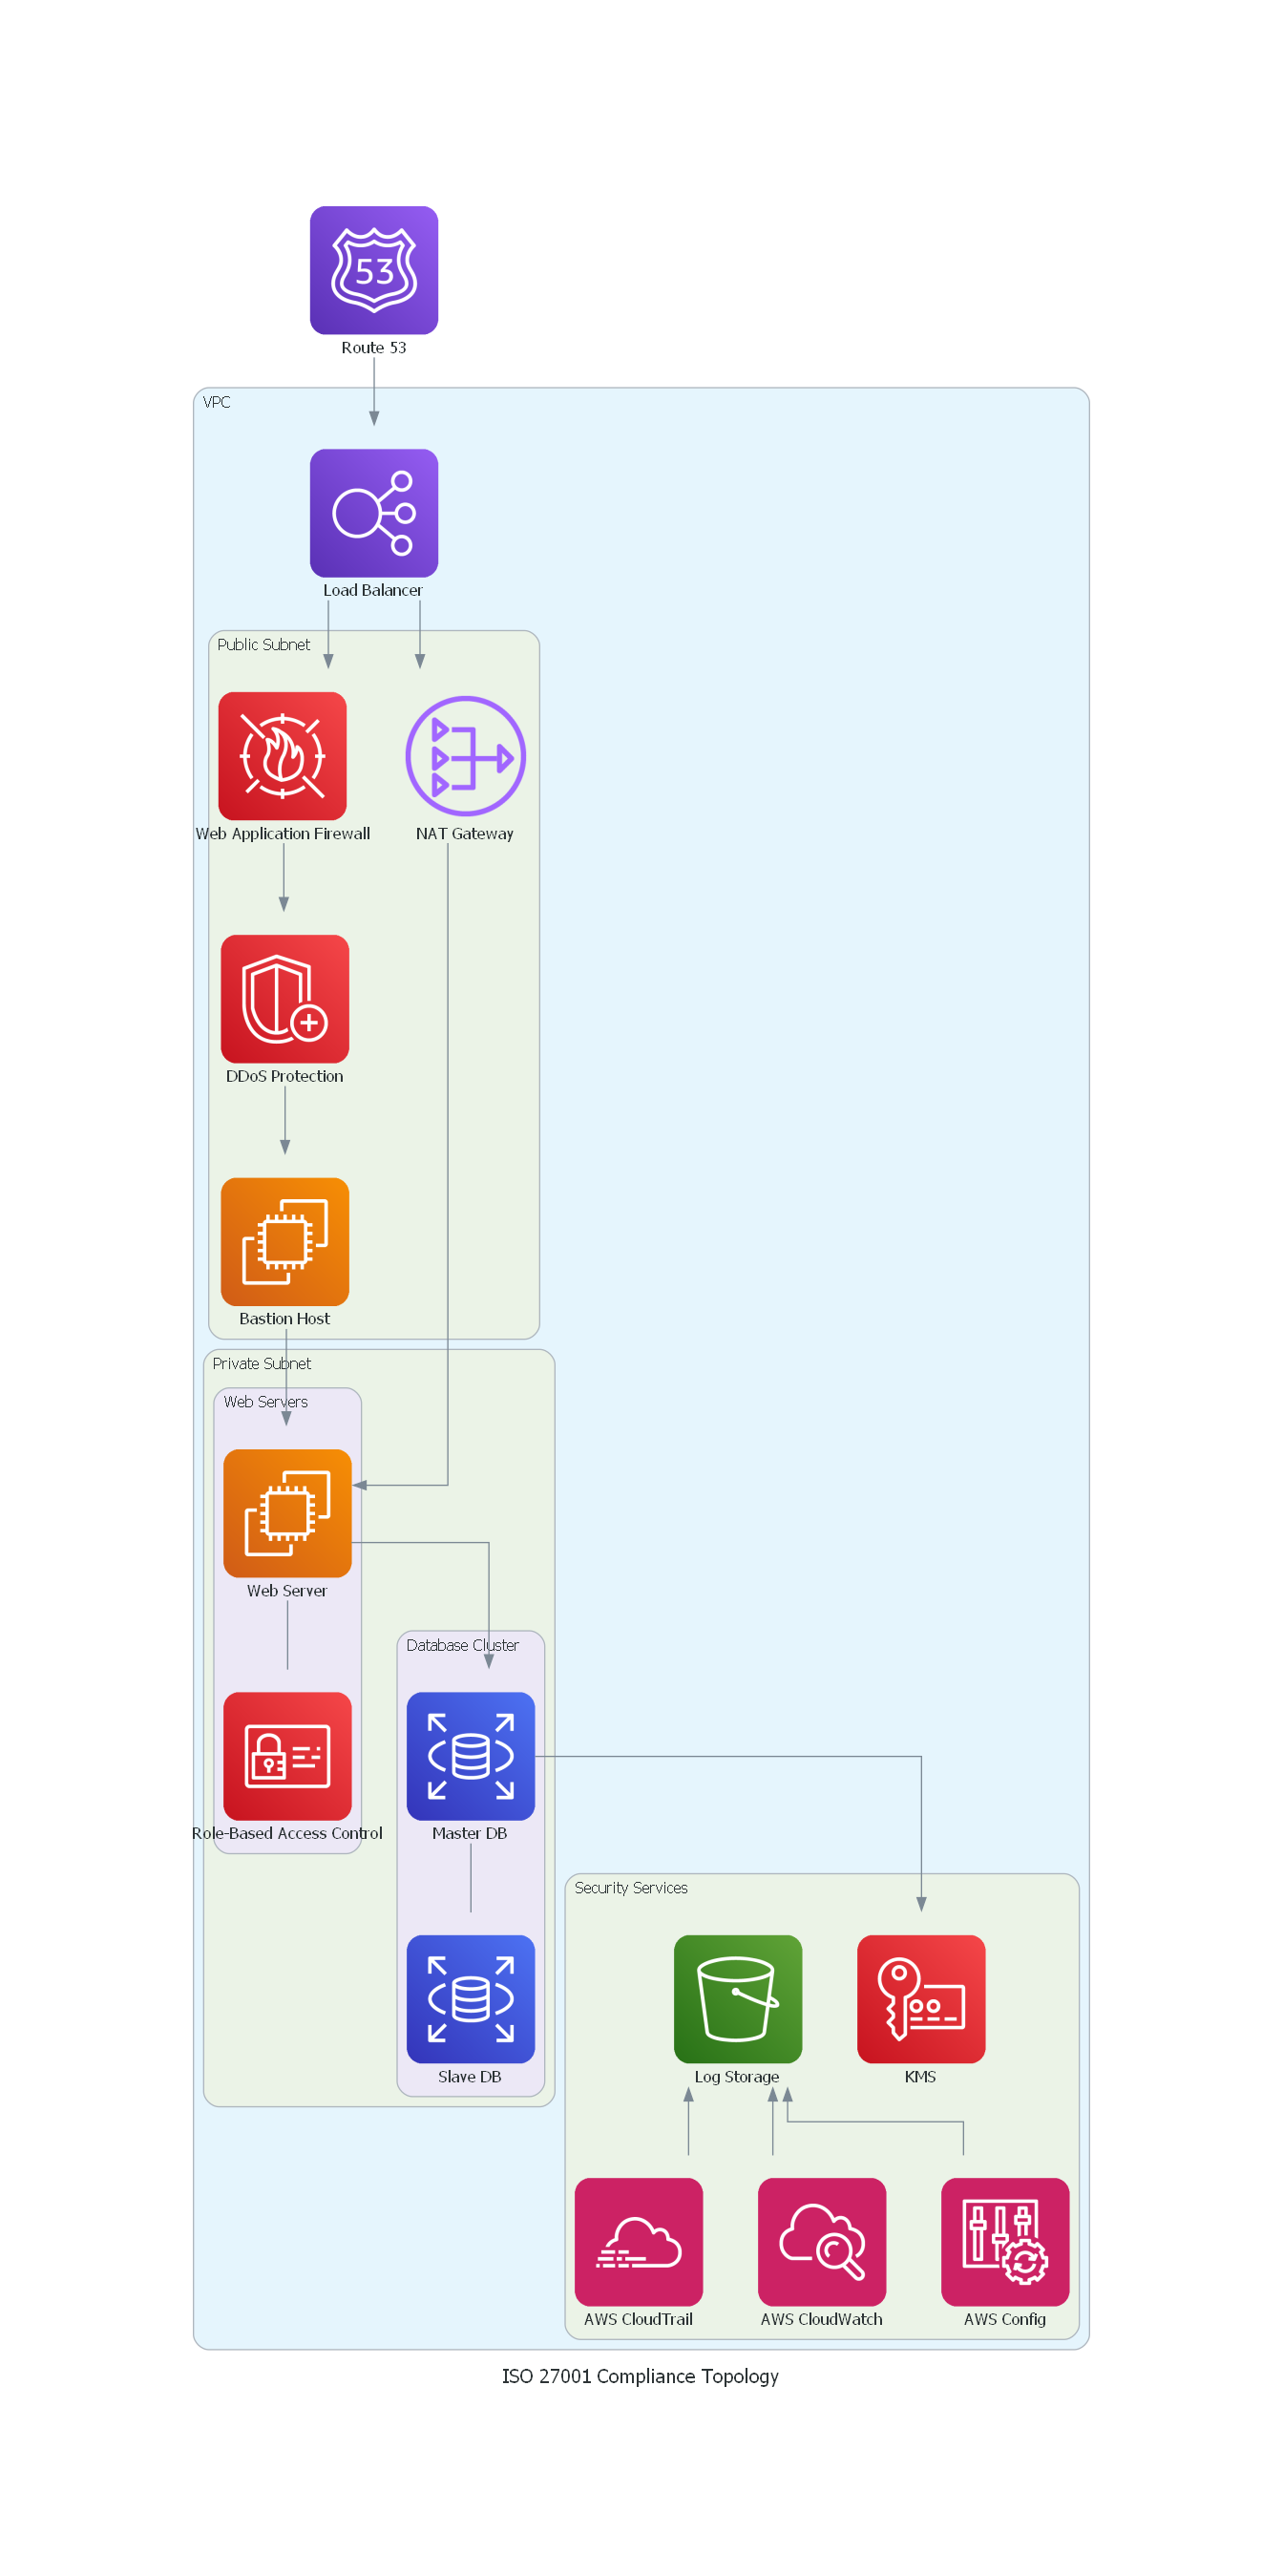 53
Route 53
VPC
Load Balancer
Public Subnet
Web Application Firewall
NAT Gateway
DDoS Protection
Bastion Host
Private Subnet
Web Servers
Web Server
Database Cluster
Role-Based Access Control
Master DB
Security Services
Slave DB
Log Storage
KMS
AWS CloudTrail
AWS CloudWatch
AWS Config
ISO 27001 Compliance Topology